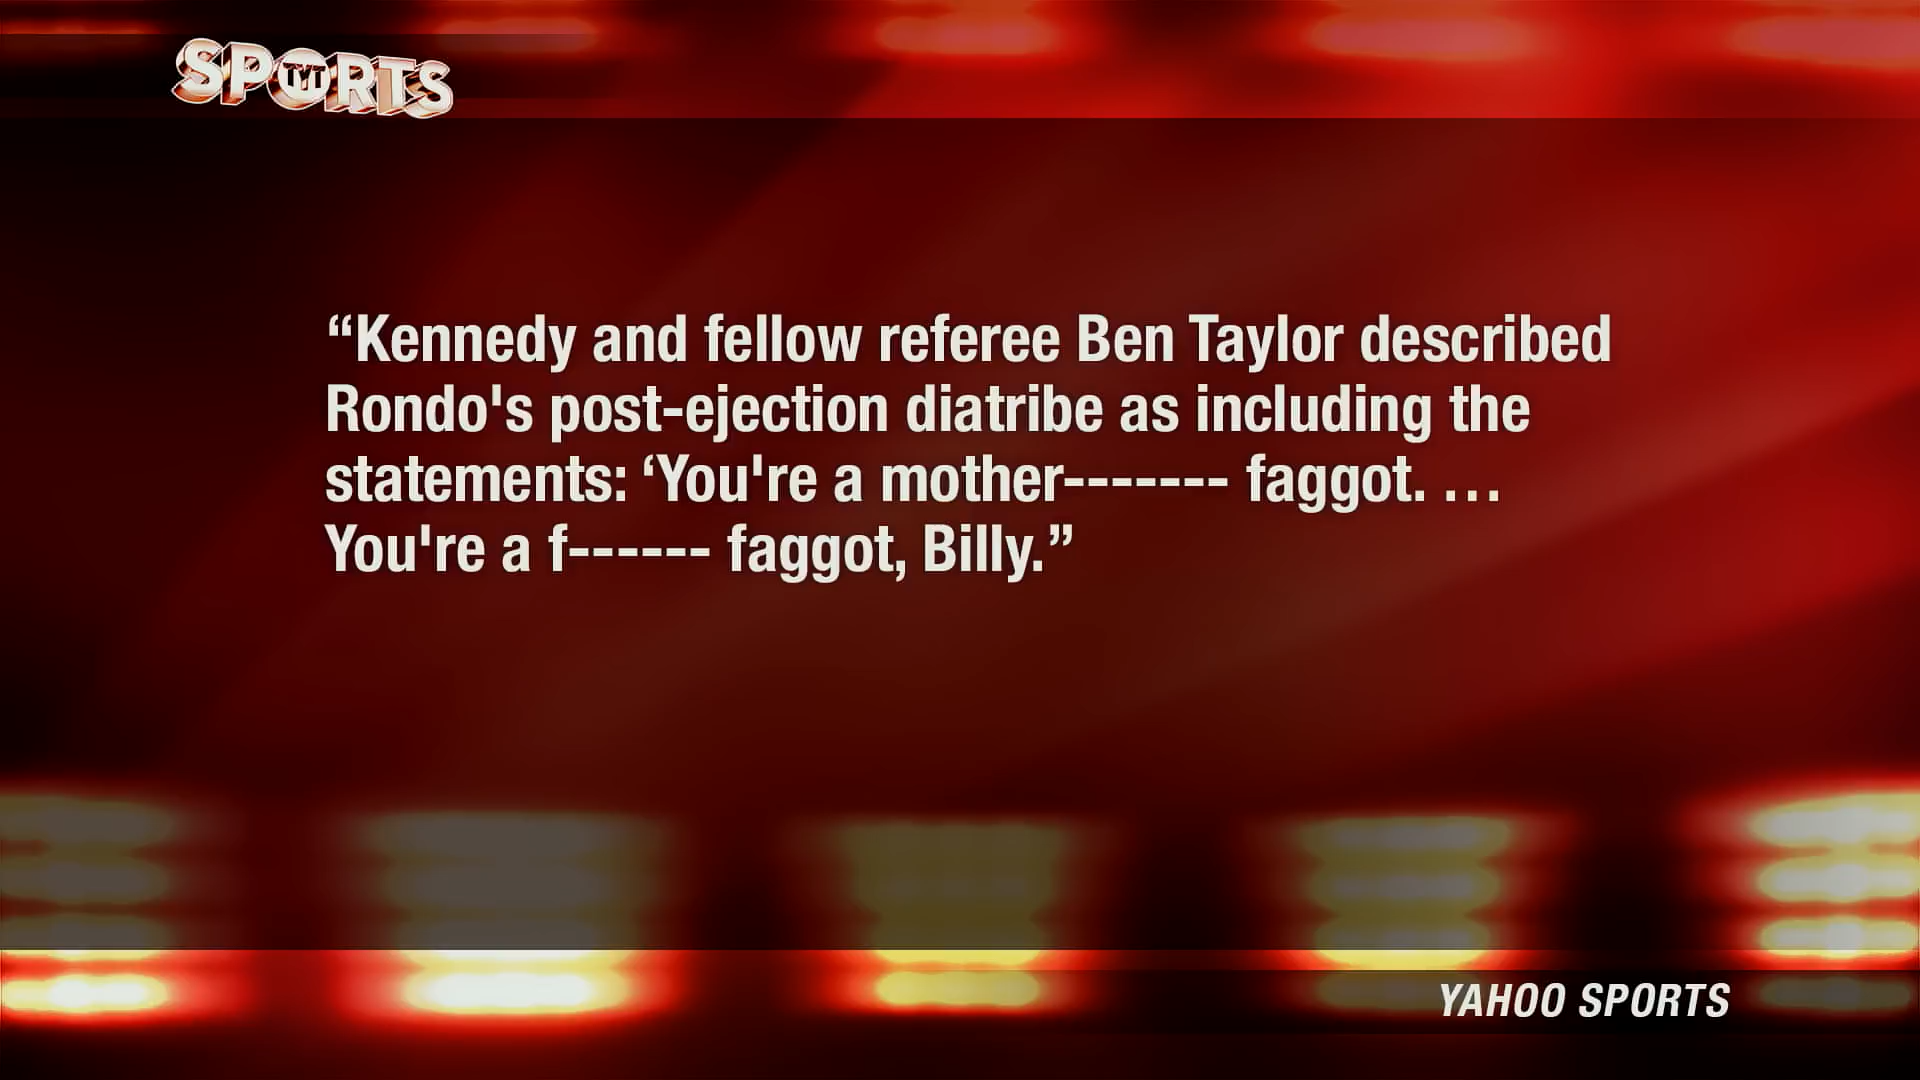 SPORTS
TYT
“Kennedy and fellow referee Ben Taylor described
Rondo's post-ejection diatribe as including the
statements: ‘You're a mother------- faggot. …
You're a f------ faggot, Billy.”
YAHOO SPORTS